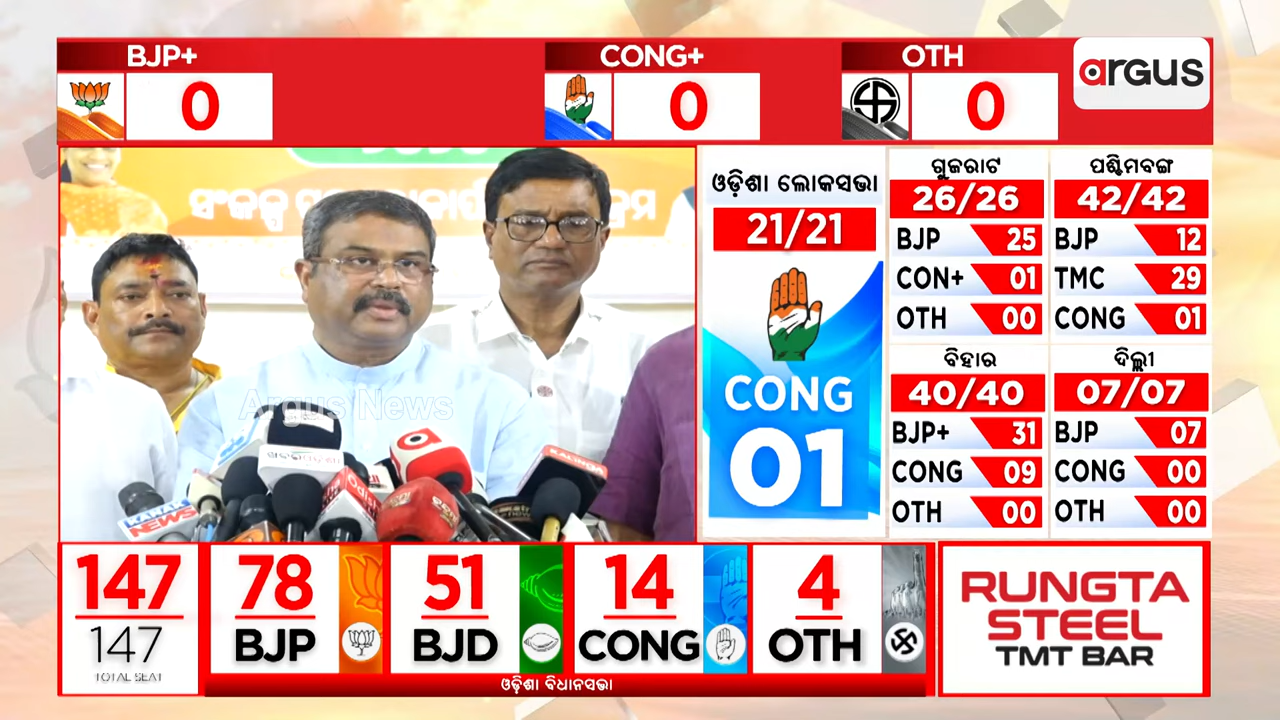 BJP+
0
CONG+
0
OTH
0
argus
Argus News
KANAK
NEWS
ଓଡ଼ିଶା ଲୋକସଭା
21/21
CONG
01
ଗୁଜରାଟ
26/26
BJP 25
CON+ 01
OTH 00
ପଶ୍ଚିମବଙ୍ଗ
42/42
BJP 12
TMC 29
CONG 01
ବିହାର
40/40
BJP+ 31
CONG 09
OTH 00
ଦିଲ୍ଲୀ
07/07
BJP 07
CONG 00
OTH 00
147
147
TOTAL SEAT
78
BJP
51
BJD
14
CONG
4
OTH
ଓଡ଼ିଶା ବିଧାନସଭା
RUNGTA
STEEL
TMT BAR